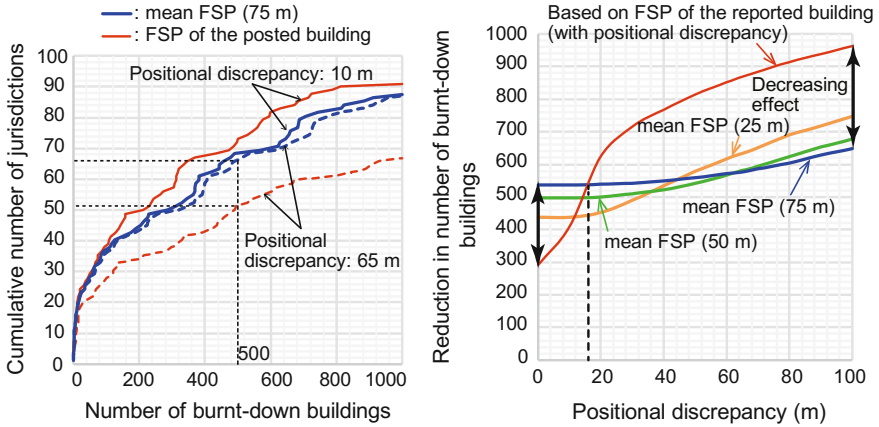 : mean FSP (75 m)
: FSP of the posted building
Cumulative number of jurisdictions
100
90
80
70
60
50
40
30
20
10
0
Positional discrepancy: 10 m
Positional
discrepancy: 65 m
500
0
200
400
600
800
1000
Number of burnt-down buildings
Based on FSP of the reported building
(with positional discrepancy)
Reduction in number of burnt-down
buildings
1000
900
800
700
600
500
400
300
200
100
0
Decreasing
effect
mean FSP (25 m)
mean FSP (75 m)
mean FSP (50 m)
0
20
40
60
80
100
Positional discrepancy (m)